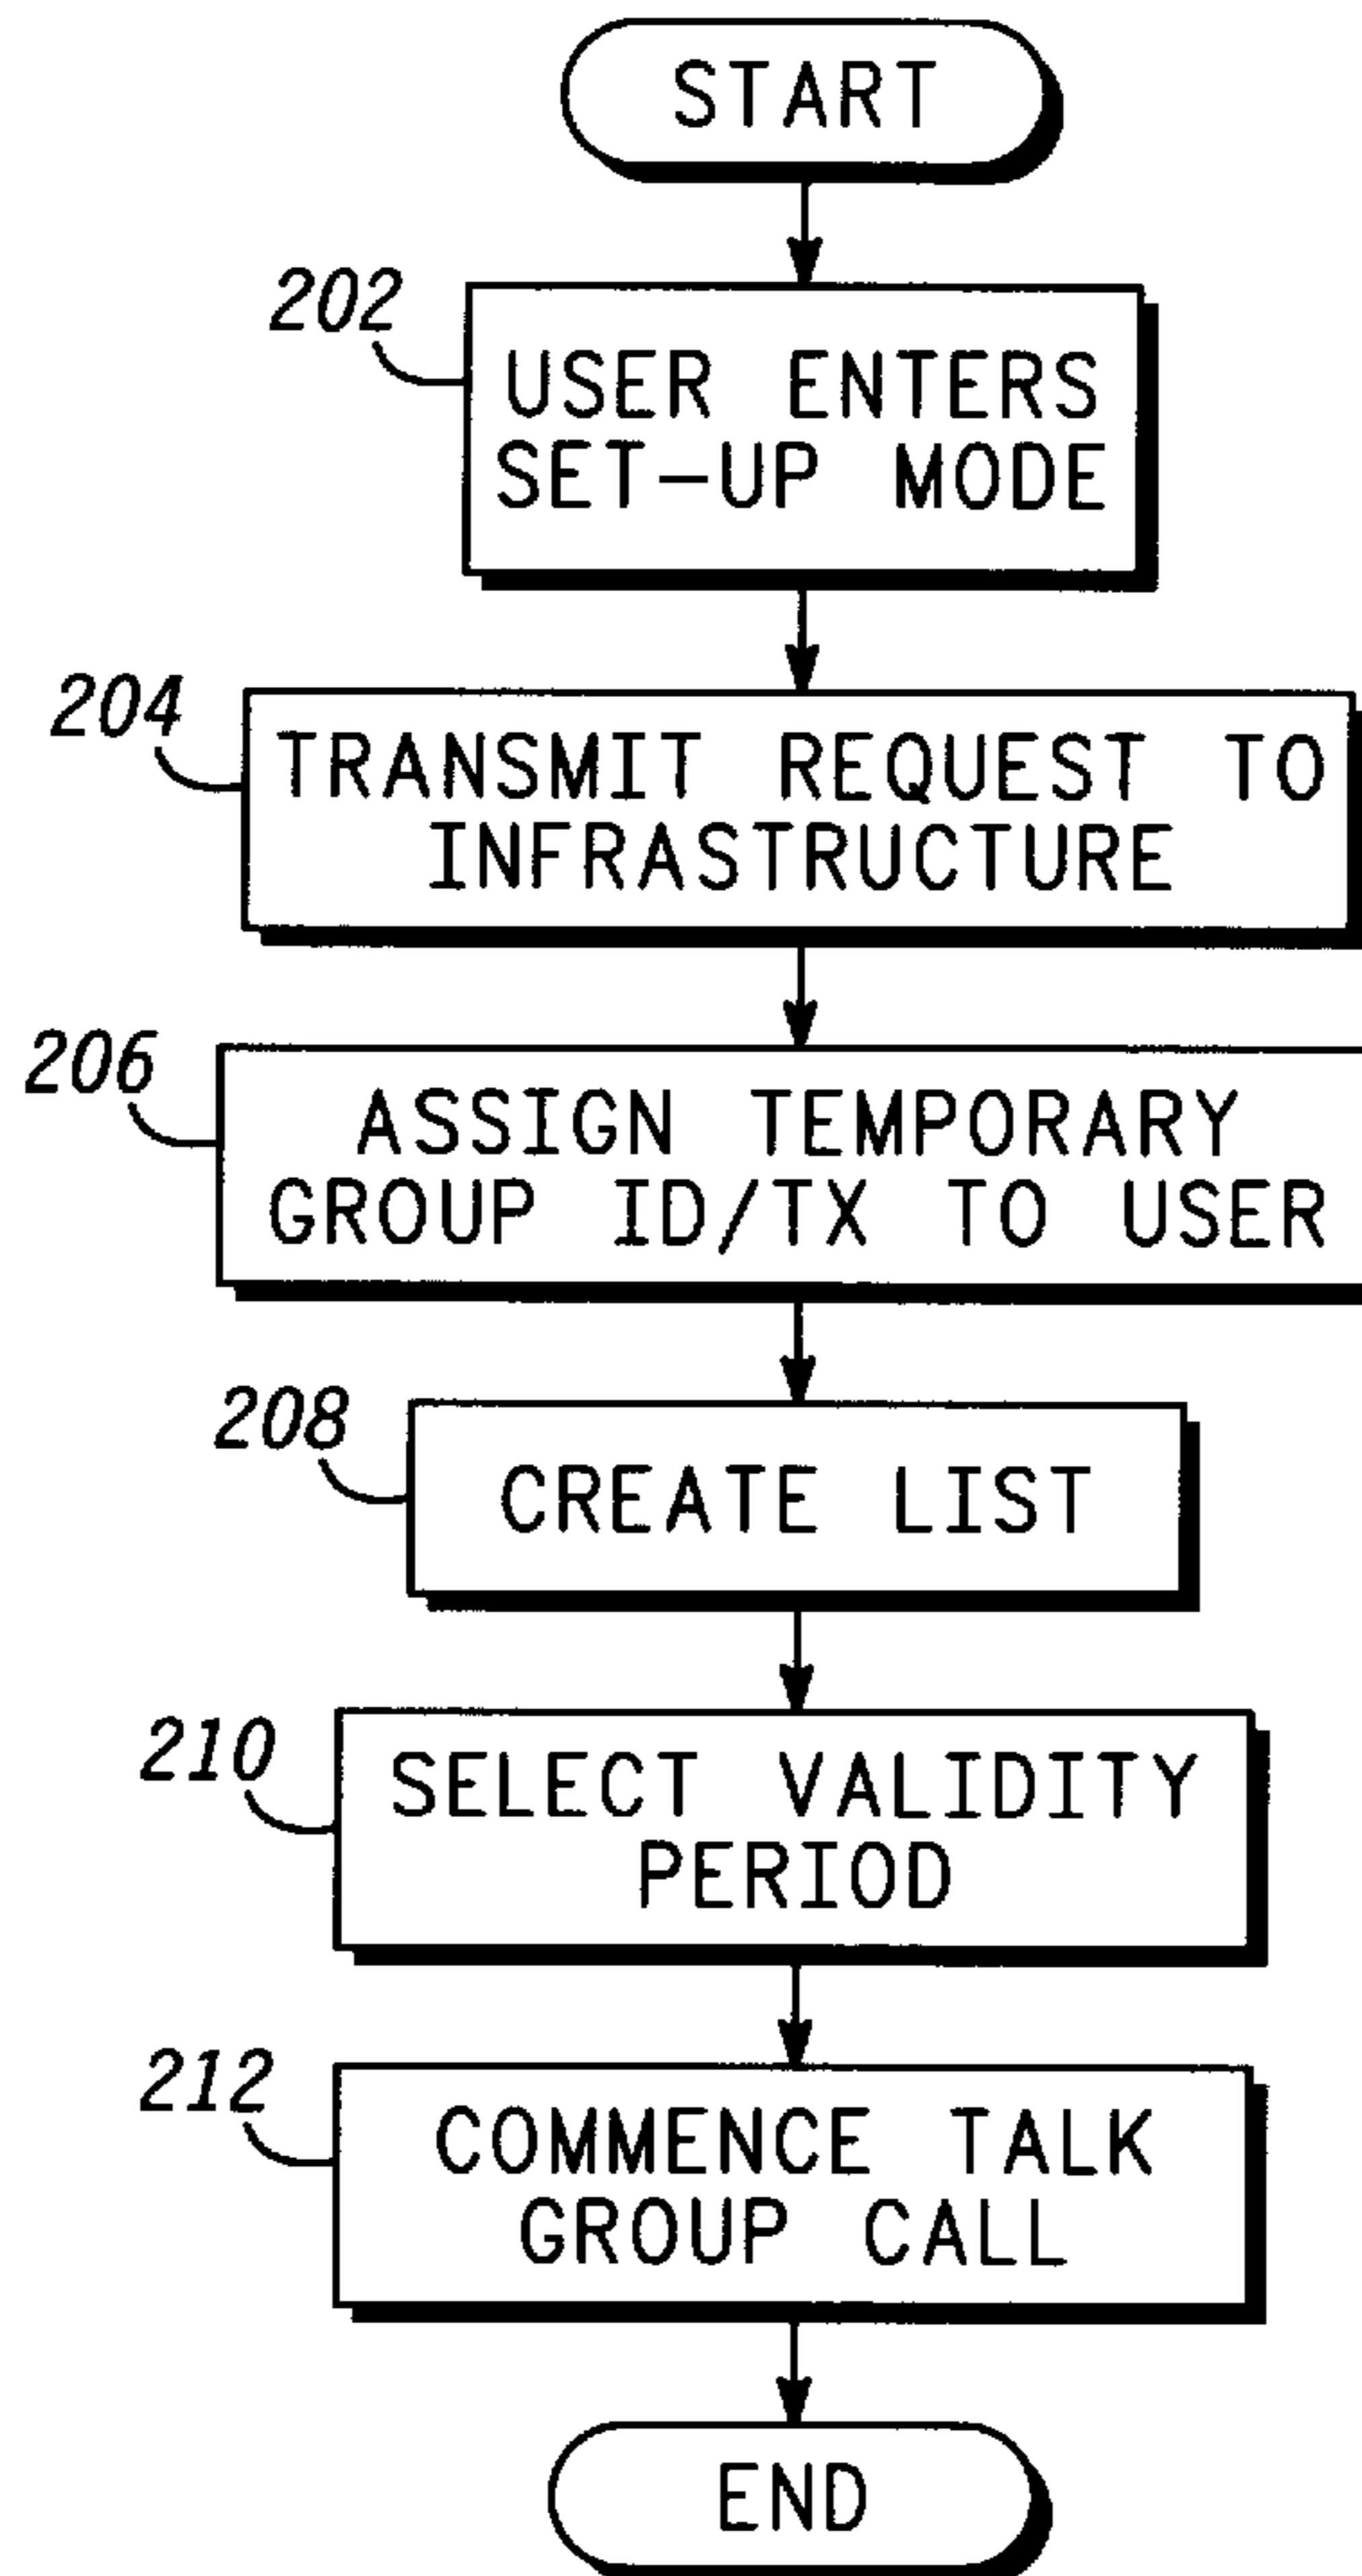 START
202
USER ENTERS
SET-UP MODE
204
TRANSMIT REQUEST TO
INFRASTRUCTURE
206
ASSIGN TEMPORARY
GROUP ID/TX TO USER
208
CREATE LIST
210
SELECT VALIDITY
PERIOD
212
COMMENCE TALK
GROUP CALL
END